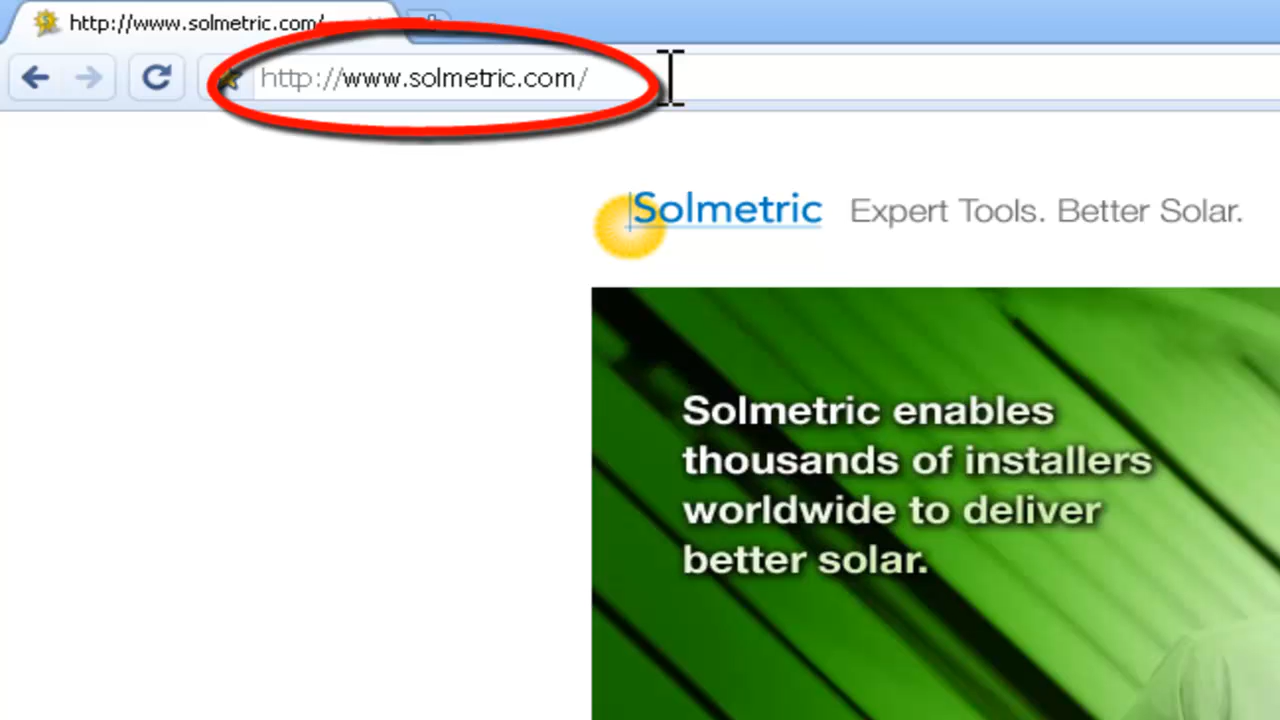 http://www.solmetric.com/
http://www.solmetric.com/
Solmetric Expert Tools. Better Solar.
Solmetric enables
thousands of installers
worldwide to deliver
better solar.